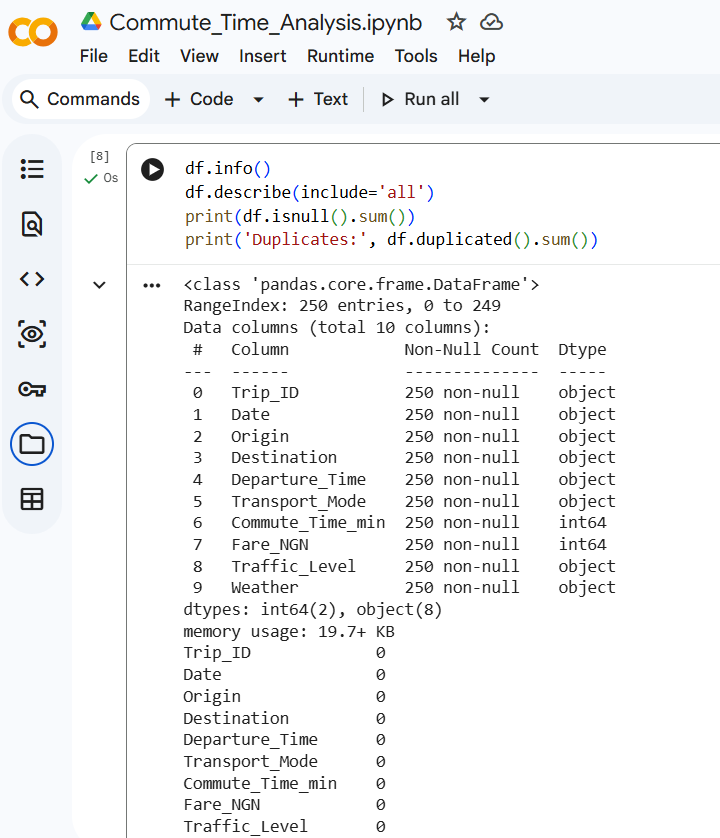 Commute_Time_Analysis.ipynb
File Edit View Insert Runtime Tools Help
Commands + Code + Text Run all
[8]
0s
df.info()
df.describe(include='all')
print(df.isnull().sum())
print('Duplicates:', df.duplicated().sum())
<class 'pandas.core.frame.DataFrame'>
RangeIndex: 250 entries, 0 to 249
Data columns (total 10 columns):
 #   Column            Non-Null Count  Dtype
---  ------            --------------  -----
 0   Trip_ID           250 non-null    object
 1   Date              250 non-null    object
 2   Origin            250 non-null    object
 3   Destination       250 non-null    object
 4   Departure_Time    250 non-null    object
 5   Transport_Mode    250 non-null    object
 6   Commute_Time_min  250 non-null    int64
 7   Fare_NGN          250 non-null    int64
 8   Traffic_Level     250 non-null    object
 9   Weather           250 non-null    object
dtypes: int64(2), object(8)
memory usage: 19.7+ KB
Trip_ID             0
Date                0
Origin              0
Destination         0
Departure_Time      0
Transport_Mode      0
Commute_Time_min    0
Fare_NGN            0
Traffic_Level       0